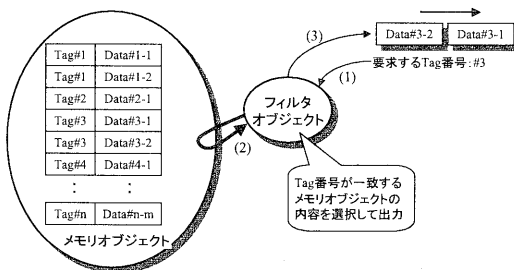 Tag#1 Data#1-1
Tag#1 Data#1-2
Tag#2 Data#2-1
Tag#3 Data#3-1
Tag#3 Data#3-2
Tag#4 Data#4-1
: :
Tag#n Data#n-m
メモリオブジェクト
(3)
Data#3-2 Data#3-1
(1)
要求するTag番号:#3
フィルタ
オブジェクト
(2)
Tag番号が一致する
メモリオブジェクトの
内容を選択して出力